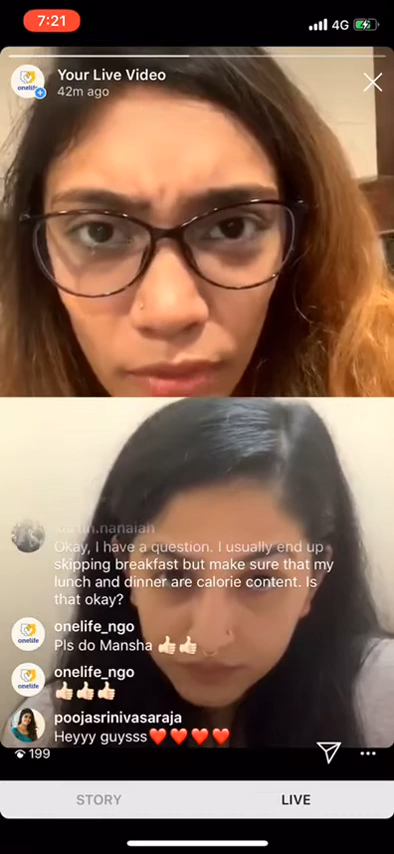 7:21
4G
Your Live Video
onelife
42m ago
Okay, I have a question. I usually end up
skipping breakfast but make sure that my
lunch and dinner are calorie content. Is
that okay?
onelife_ngo
onelife
Pls do Mansha 👍🏻👍🏻
onelife_ngo
onelife
👍🏻👍🏻👍🏻
poojasrinivasaraja
Heyyy guysss❤️❤️❤️❤️
199
STORY
LIVE